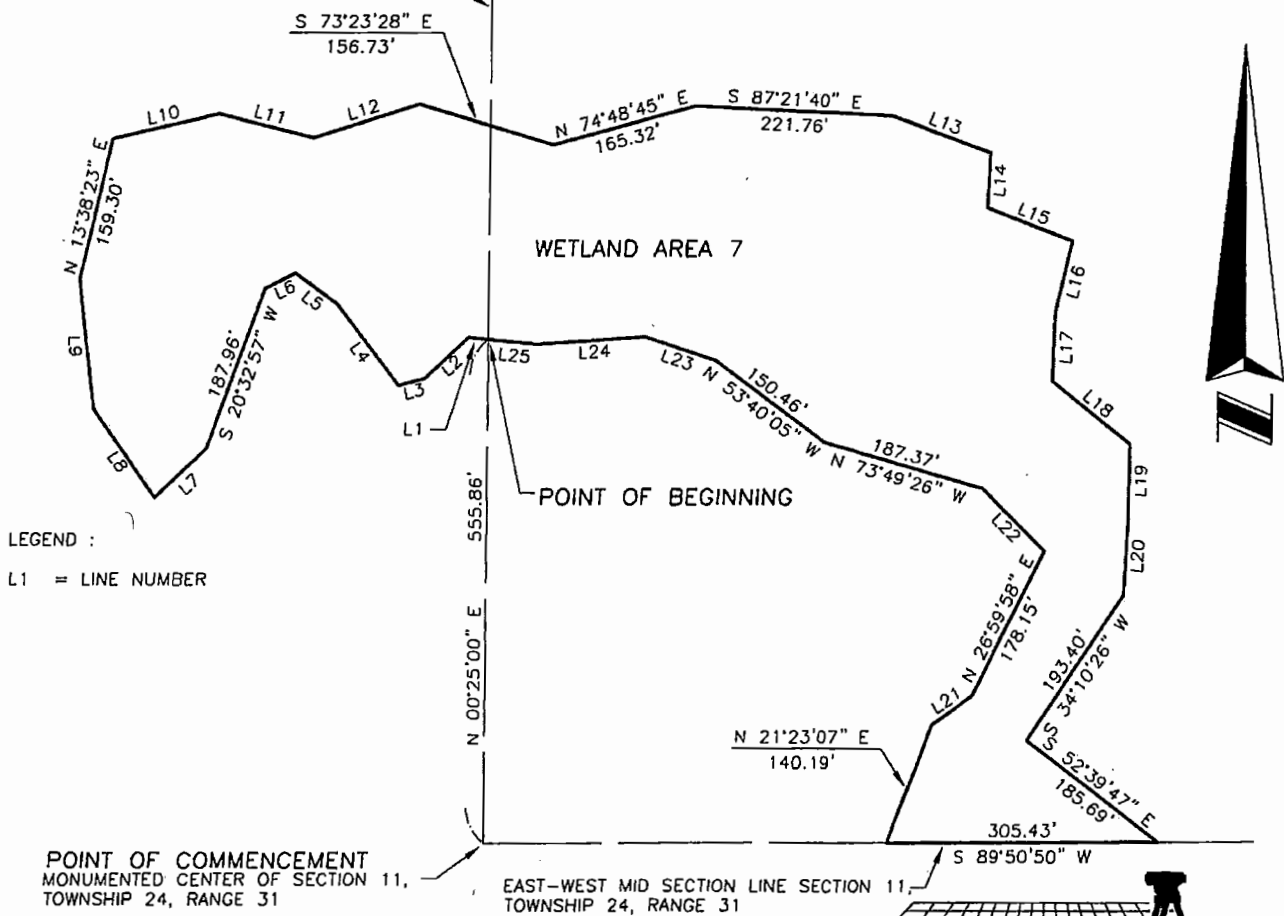 S 73°23'28" E
156.73'
L10
L11
L12
N 74°48'45" E
165.32'
S 87°21'40" E
221.76'
L13
L14
L15
L16
L17
L18
L19
L20
N 13°38'23" E
159.30'
WETLAND AREA 7
L9
L8
L7
S 20°32'57" W
187.96'
L6
L5
L4
L3
L2
L1
L25
L24
L23
N 53°40'05" W
150.46'
187.37'
N 73°49'26" W
L22
POINT OF BEGINNING
555.86'
N 00°25'00" E
LEGEND :
L1 = LINE NUMBER
N 26°59'58" E
178.15'
L21
193.40'
S 34°10'26" W
S 52°39'47" E
185.69'
N 21°23'07" E
140.19'
305.43'
S 89°50'50" W
POINT OF COMMENCEMENT
MONUMENTED CENTER OF SECTION 11,
TOWNSHIP 24, RANGE 31
EAST-WEST MID SECTION LINE SECTION 11,
TOWNSHIP 24, RANGE 31